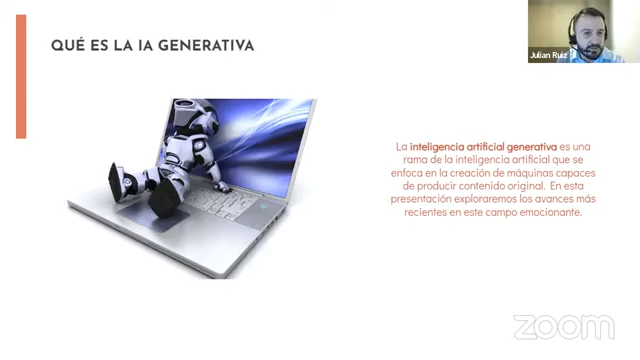 QUÉ ES LA IA GENERATIVA
Julian Ruiz
La inteligencia artificial generativa es una
rama de la inteligencia artificial que se
enfoca en la creación de máquinas capaces
de producir contenido original. En esta
presentación exploraremos los avances más
recientes en este campo emocionante.
zoom